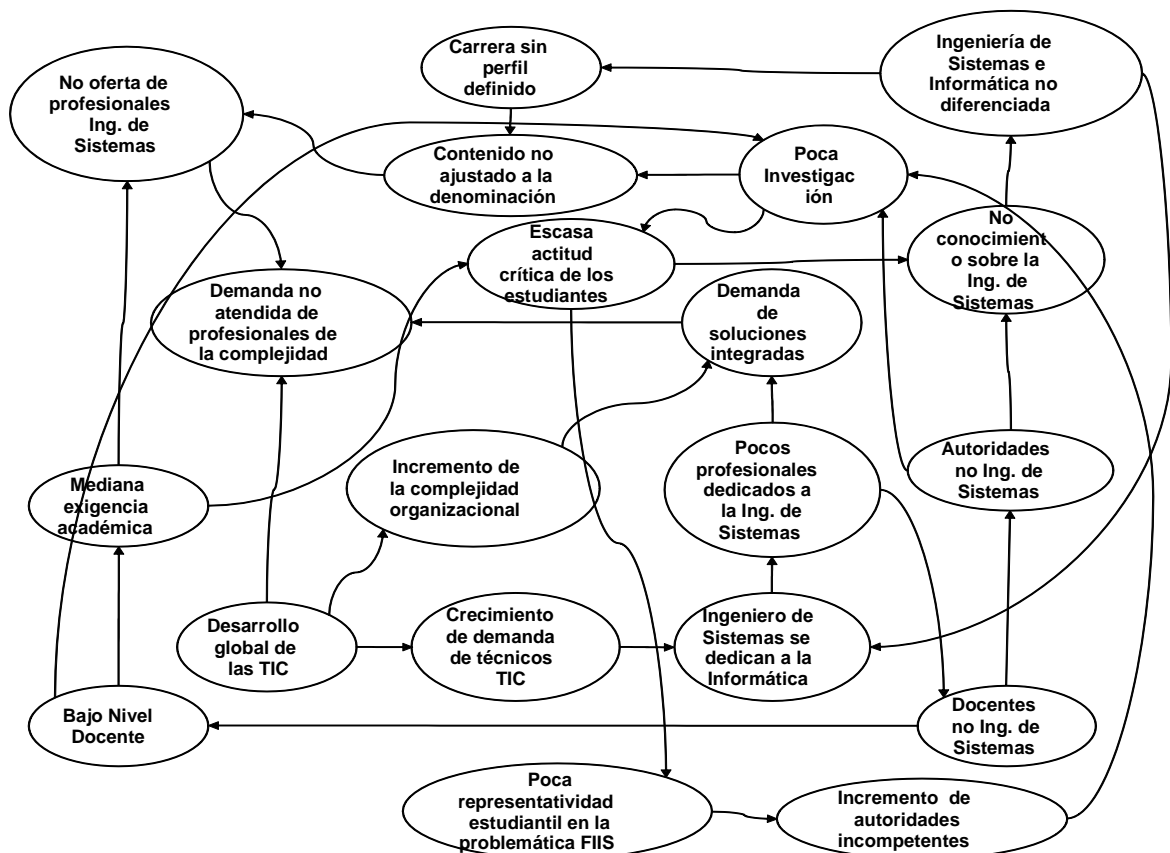 Carrera sin
perfil
definido
Ingeniería de
Sistemas e
Informática no
diferenciada
No oferta de
profesionales
Ing. de
Sistemas
Contenido no
ajustado a la
denominación
Poca
Investigac
ión
Escasa
actitud
crítica de los
estudiantes
No
conocimient
o sobre la
Ing. de
Sistemas
Demanda no
atendida de
profesionales de
la complejidad
Demanda
de
soluciones
integradas
Mediana
exigencia
académica
Incremento de
la complejidad
organizacional
Pocos
profesionales
dedicados a
la Ing. de
Sistemas
Autoridades
no Ing. de
Sistemas
Desarrollo
global de
las TIC
Crecimiento
de demanda
de técnicos
TIC
Ingeniero de
Sistemas se
dedican a la
Informática
Bajo Nivel
Docente
Docentes
no Ing. de
Sistemas
Poca
representatividad
estudiantil en la
problemática FIIS
Incremento de
autoridades
incompetentes